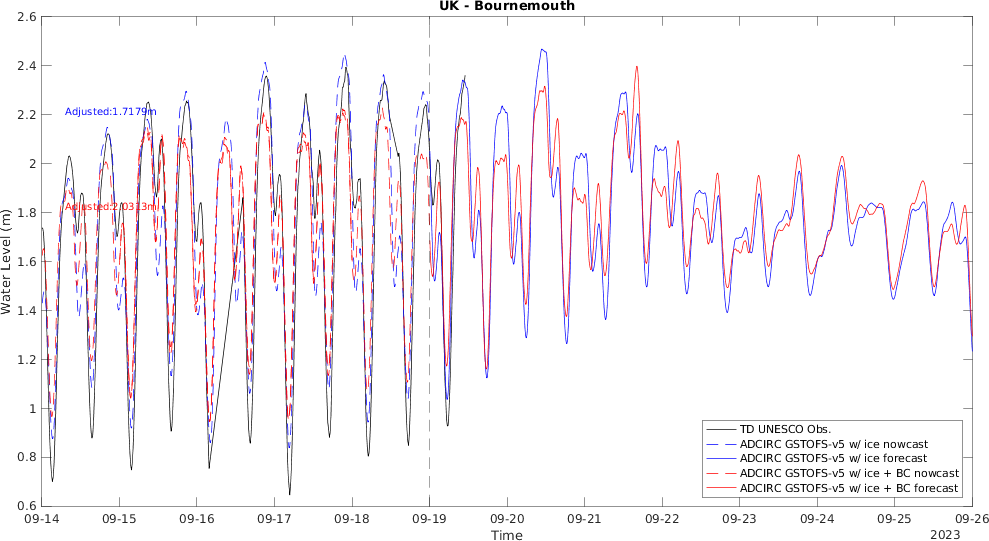 UK - Bournemouth
2.6
2.4
2.2
2
1.8
1.6
1.4
1.2
1
0.8
0.6
Water Level (m)
Adjusted:1.7179m
Adjusted:2.0313m
TD UNESCO Obs.
ADCIRC GSTOFS-v5 w/ ice nowcast
ADCIRC GSTOFS-v5 w/ ice forecast
ADCIRC GSTOFS-v5 w/ ice + BC nowcast
ADCIRC GSTOFS-v5 w/ ice + BC forecast
09-14 09-15 09-16 09-17 09-18 09-19 09-20 09-21 09-22 09-23 09-24 09-25 09-26
Time
2023